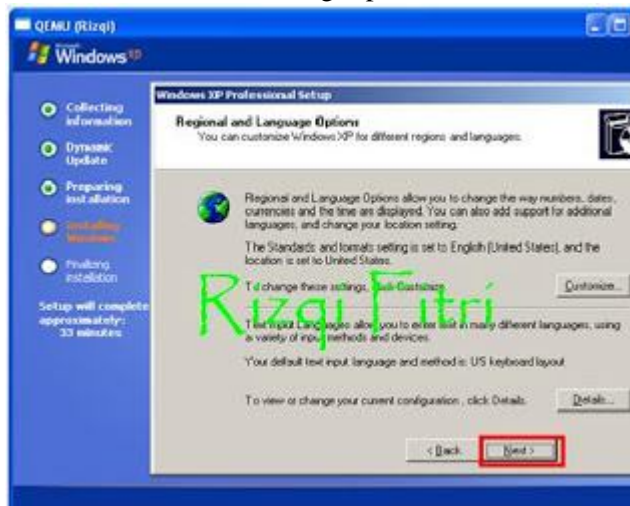 QEMU (Rizqi)
Microsoft
Windows xp
Collecting
information
Dynamic
Update
Preparing
installation
Installing
Windows
Finalizing
installation
Setup will complete
approximately:
33 minutes
Windows XP Professional Setup
Regional and Language Options
You can customize Windows XP for different regions and languages.
Regional and Language Options allow you to change the way numbers, dates,
currencies and the time are displayed. You can also add support for additional
languages, and change your location setting.
The Standards and formats setting is set to English (United States), and the
location is set to United States.
To change these settings, click Customize.
Customize...
Rizqi Fitri
Text Input Languages allow you to enter text in many different languages, using
a variety of input methods and devices.
Your default text input language and method is: US keyboard layout
To view or change your current configuration , click Details.
Details...
< Back
Next >